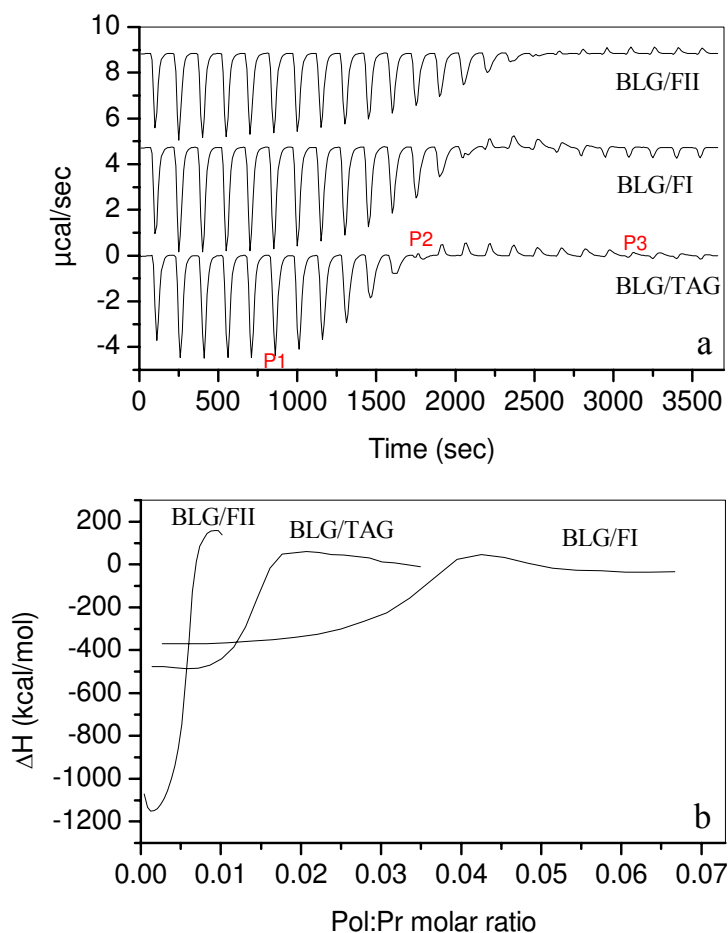 10
8
6
4
2
0
-2
-4
µcal/sec
BLG/FII
BLG/FI
P2
P3
BLG/TAG
P1
a
0 500 1000 1500 2000 2500 3000 3500
Time (sec)
200
0
-200
-400
-600
-800
-1000
-1200
ΔH (kcal/mol)
BLG/FII
BLG/TAG
BLG/FI
b
0.00 0.01 0.02 0.03 0.04 0.05 0.06 0.07
Pol:Pr molar ratio